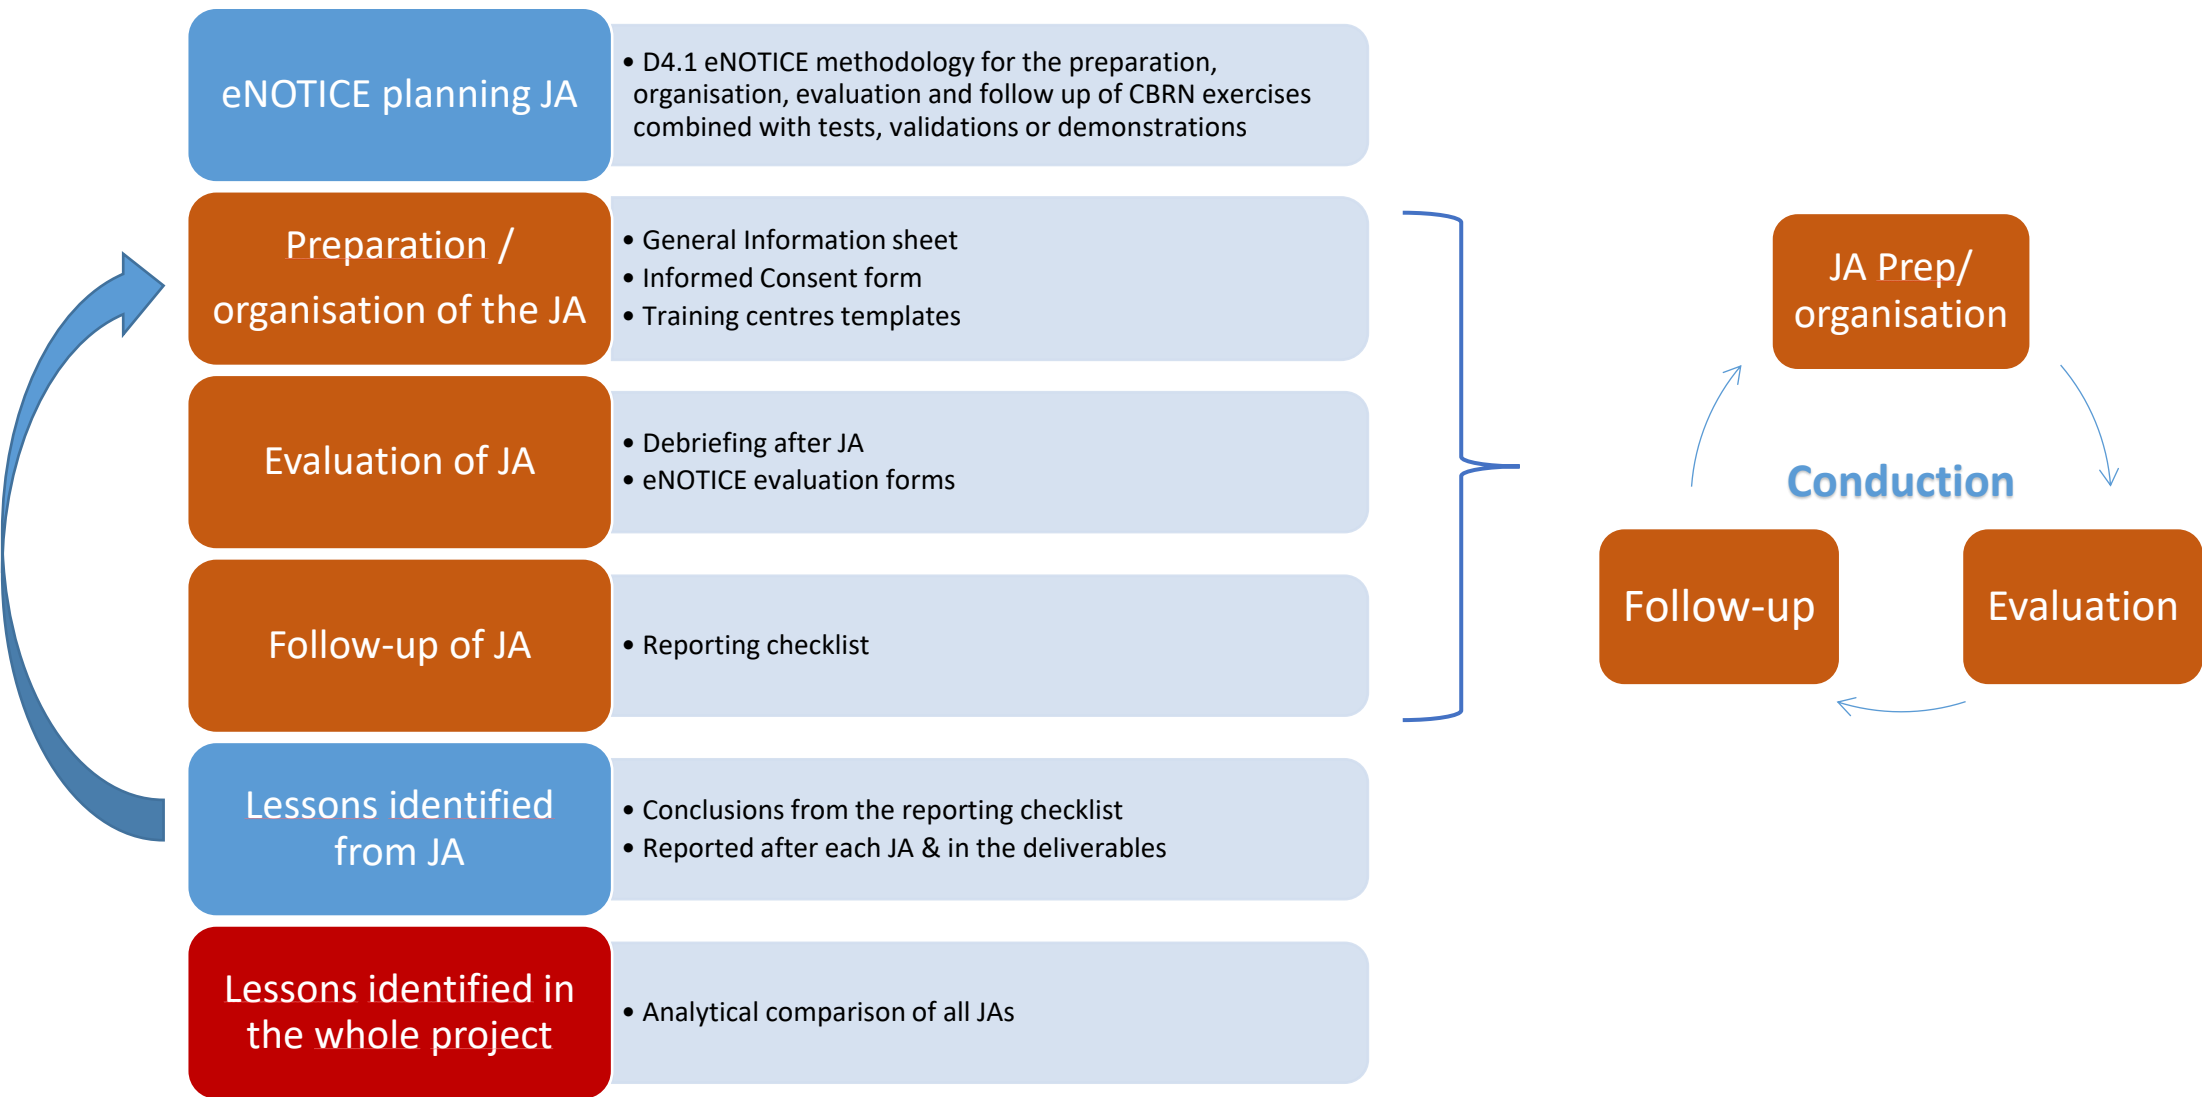 eNOTICE planning JA
• D4.1 eNOTICE methodology for the preparation,
organisation, evaluation and follow up of CBRN exercises
combined with tests, validations or demonstrations
Preparation /
organisation of the JA
• General Information sheet
• Informed Consent form
• Training centres templates
Evaluation of JA
• Debriefing after JA
• eNOTICE evaluation forms
Follow-up of JA
• Reporting checklist
Lessons identified
from JA
• Conclusions from the reporting checklist
• Reported after each JA & in the deliverables
Lessons identified in
the whole project
• Analytical comparison of all JAs
JA Prep/
organisation
Conduction
Follow-up
Evaluation